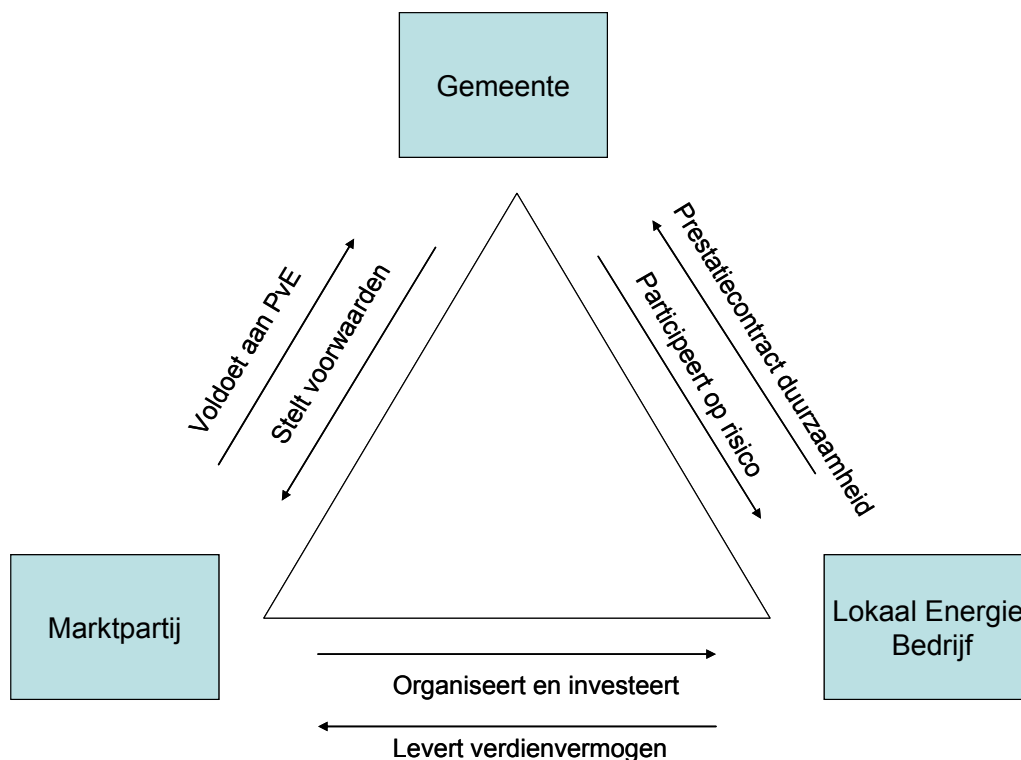 Gemeente
Voldoet aan PvE
Stelt voorwaarden
Participeert op risico
Prestatiecontract duurzaamheid
Marktpartij
Lokaal Energie
Bedrijf
Organiseert en investeert
Levert verdienvermogen